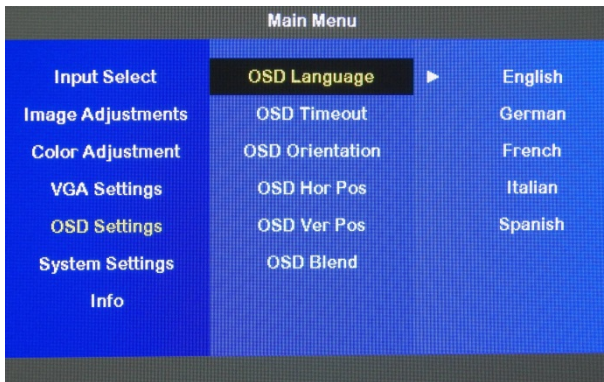 Main Menu
Input Select
Image Adjustments
Color Adjustment
VGA Settings
OSD Settings
System Settings
Info
OSD Language
OSD Timeout
OSD Orientation
OSD Hor Pos
OSD Ver Pos
OSD Blend
English
German
French
Italian
Spanish